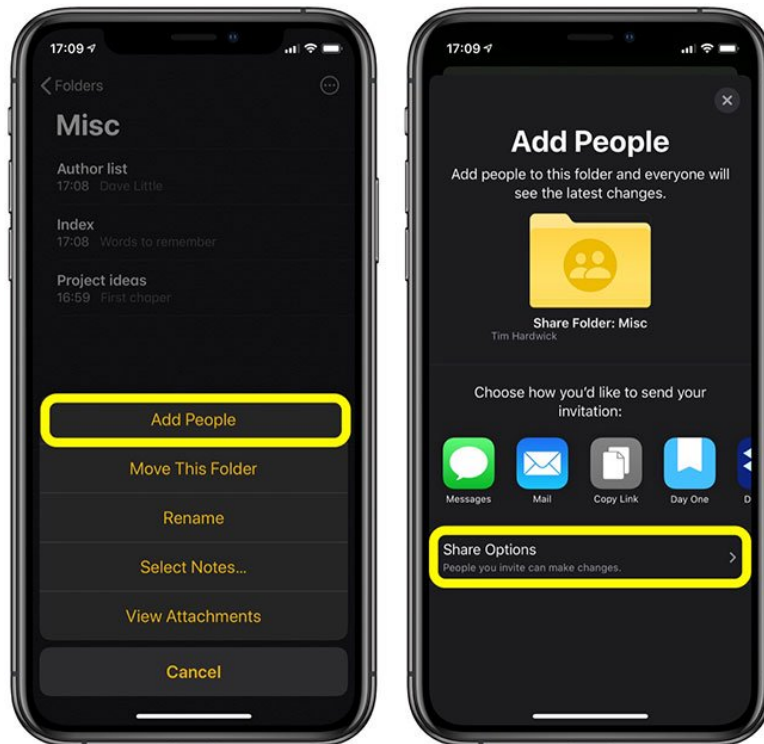 17:09
Folders
Misc
Author list
17:08 Dave Little
Index
17:08 Words to remember
Project ideas
16:59 First chaper
Add People
Move This Folder
Rename
Select Notes...
View Attachments
Cancel
17:09
Add People
Add people to this folder and everyone will
see the latest changes.
Share Folder: Misc
Tim Hardwick
Choose how you'd like to send your
invitation:
Messages
Mail
Copy Link
Day One
D
Share Options
People you invite can make changes.